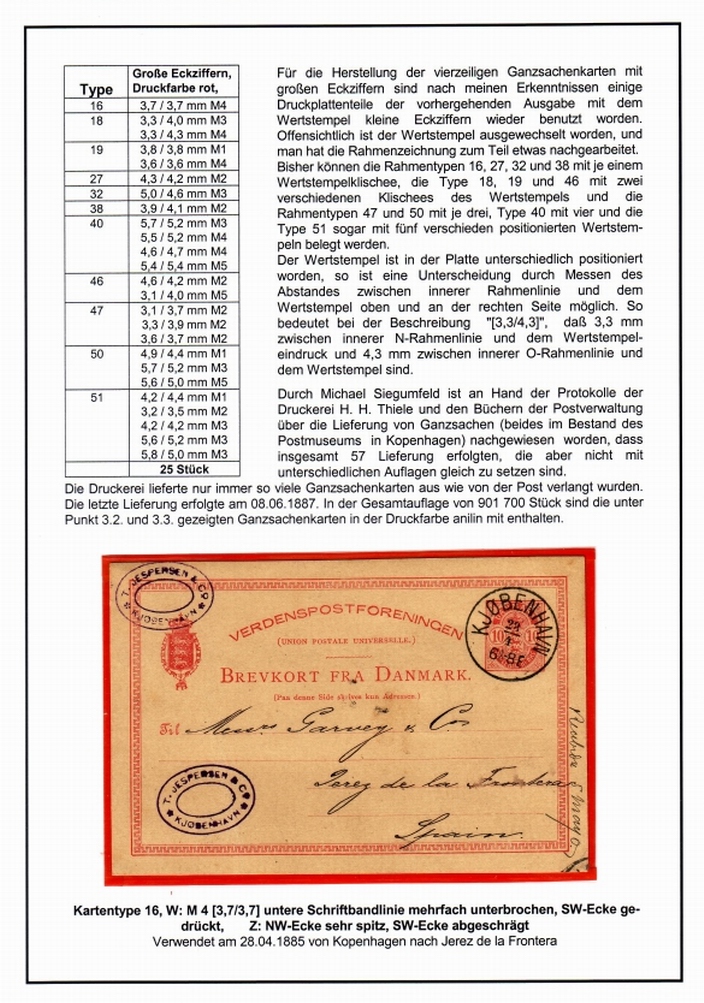 Type Große Eckziffern,
Druckfarbe rot,
16 3,7 / 3,7 mm M4
18 3,3 / 4,0 mm M3
3,3 / 4,3 mm M4
19 3,8 / 3,8 mm M1
3,6 / 3,6 mm M4
27 4,3 / 4,2 mm M2
32 5,0 / 4,6 mm M3
38 3,9 / 4,1 mm M2
40 5,7 / 5,2 mm M3
5,5 / 5,2 mm M4
4,6 / 4,7 mm M4
5,4 / 5,4 mm M5
46 4,6 / 4,2 mm M2
3,1 / 4,0 mm M5
47 3,1 / 3,7 mm M2
3,3 / 3,9 mm M2
3,6 / 3,7 mm M2
50 4,9 / 4,4 mm M1
5,7 / 5,2 mm M3
5,6 / 5,0 mm M5
51 4,2 / 4,4 mm M1
3,2 / 3,5 mm M2
4,2 / 4,2 mm M3
5,6 / 5,2 mm M3
5,8 / 5,0 mm M3
25 Stück
Für die Herstellung der vierzeiligen Ganzsachenkarten mit
großen Eckziffern sind nach meinen Erkenntnissen einige
Druckplattenteile der vorhergehenden Ausgabe mit dem
Wertstempel kleine Eckziffern wieder benutzt worden.
Offensichtlich ist der Wertstempel ausgewechselt worden, und
man hat die Rahmenzeichnung zum Teil etwas nachgearbeitet.
Bisher können die Rahmentypen 16, 27, 32 und 38 mit je einem
Wertstempelklischee, die Type 18, 19 und 46 mit zwei
verschiedenen Klischees des Wertstempels und die
Rahmentypen 47 und 50 mit je drei, Type 40 mit vier und die
Type 51 sogar mit fünf verschieden positionierten Wertstem-
peln belegt werden.
Der Wertstempel ist in der Platte unterschiedlich positioniert
worden, so ist eine Unterscheidung durch Messen des
Abstandes zwischen innerer Rahmenlinie und dem
Wertstempel oben und an der rechten Seite möglich. So
bedeutet bei der Beschreibung "[3,3/4,3]", daß 3,3 mm
zwischen innerer N-Rahmenlinie und dem Wertstempel-
eindruck und 4,3 mm zwischen innerer O-Rahmenlinie und
dem Wertstempel sind.
Durch Michael Siegumfeld ist an Hand der Protokolle der
Druckerei H. H. Thiele und den Büchern der Postverwaltung
über die Lieferung von Ganzsachen (beides im Bestand des
Postmuseums in Kopenhagen) nachgewiesen worden, dass
insgesamt 57 Lieferung erfolgten, die aber nicht mit
unterschiedlichen Auflagen gleich zu setzen sind.
Die Druckerei lieferte nur immer so viele Ganzsachenkarten aus wie von der Post verlangt wurden.
Die letzte Lieferung erfolgte am 08.06.1887. In der Gesamtauflage von 901 700 Stück sind die unter
Punkt 3.2. und 3.3. gezeigten Ganzsachenkarten in der Druckfarbe anilin mit enthalten.
T. JESPERSEN & CO
KJØBENHAVN
VERDENSPOSTFORENINGEN
(UNION POSTALE UNIVERSELLE.)
KJØBENHAVN
10 10
BREVKORT FRA DANMARK.
(Paa denne Side skrives kun Adressen.)
Til Messrs Garvey & Co
Jerez de la Frontera
Spain.
T. JESPERSEN & CO
KJØBENHAVN
Kartentype 16, W: M 4 [3,7/3,7] untere Schriftbandlinie mehrfach unterbrochen, SW-Ecke ge-
drückt, Z: NW-Ecke sehr spitz, SW-Ecke abgeschrägt
Verwendet am 28.04.1885 von Kopenhagen nach Jerez de la Frontera